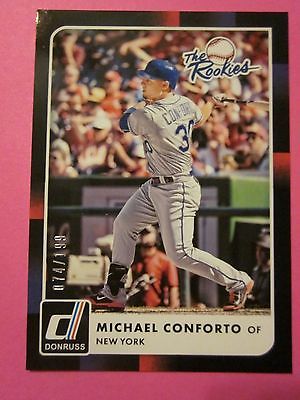 The
Rookies
CONFORTO
30
074/199
DONRUSS
MICHAEL CONFORTO OF
NEW YORK